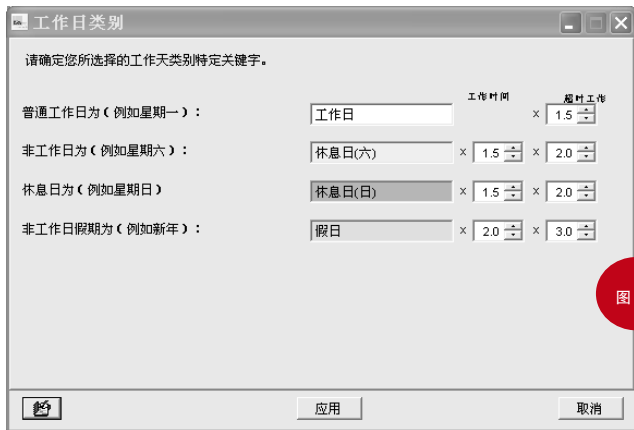 工作日类别
请确定您所选择的工作天类别特定关键字。
工作时间 超时工作
普通工作日为(例如星期一): 工作日 × 1.5
非工作日为(例如星期六): 休息日(六) × 1.5 × 2.0
休息日为(例如星期日) 休息日(日) × 1.5 × 2.0
非工作日假期为(例如新年): 假日 × 2.0 × 3.0
图
应用 取消